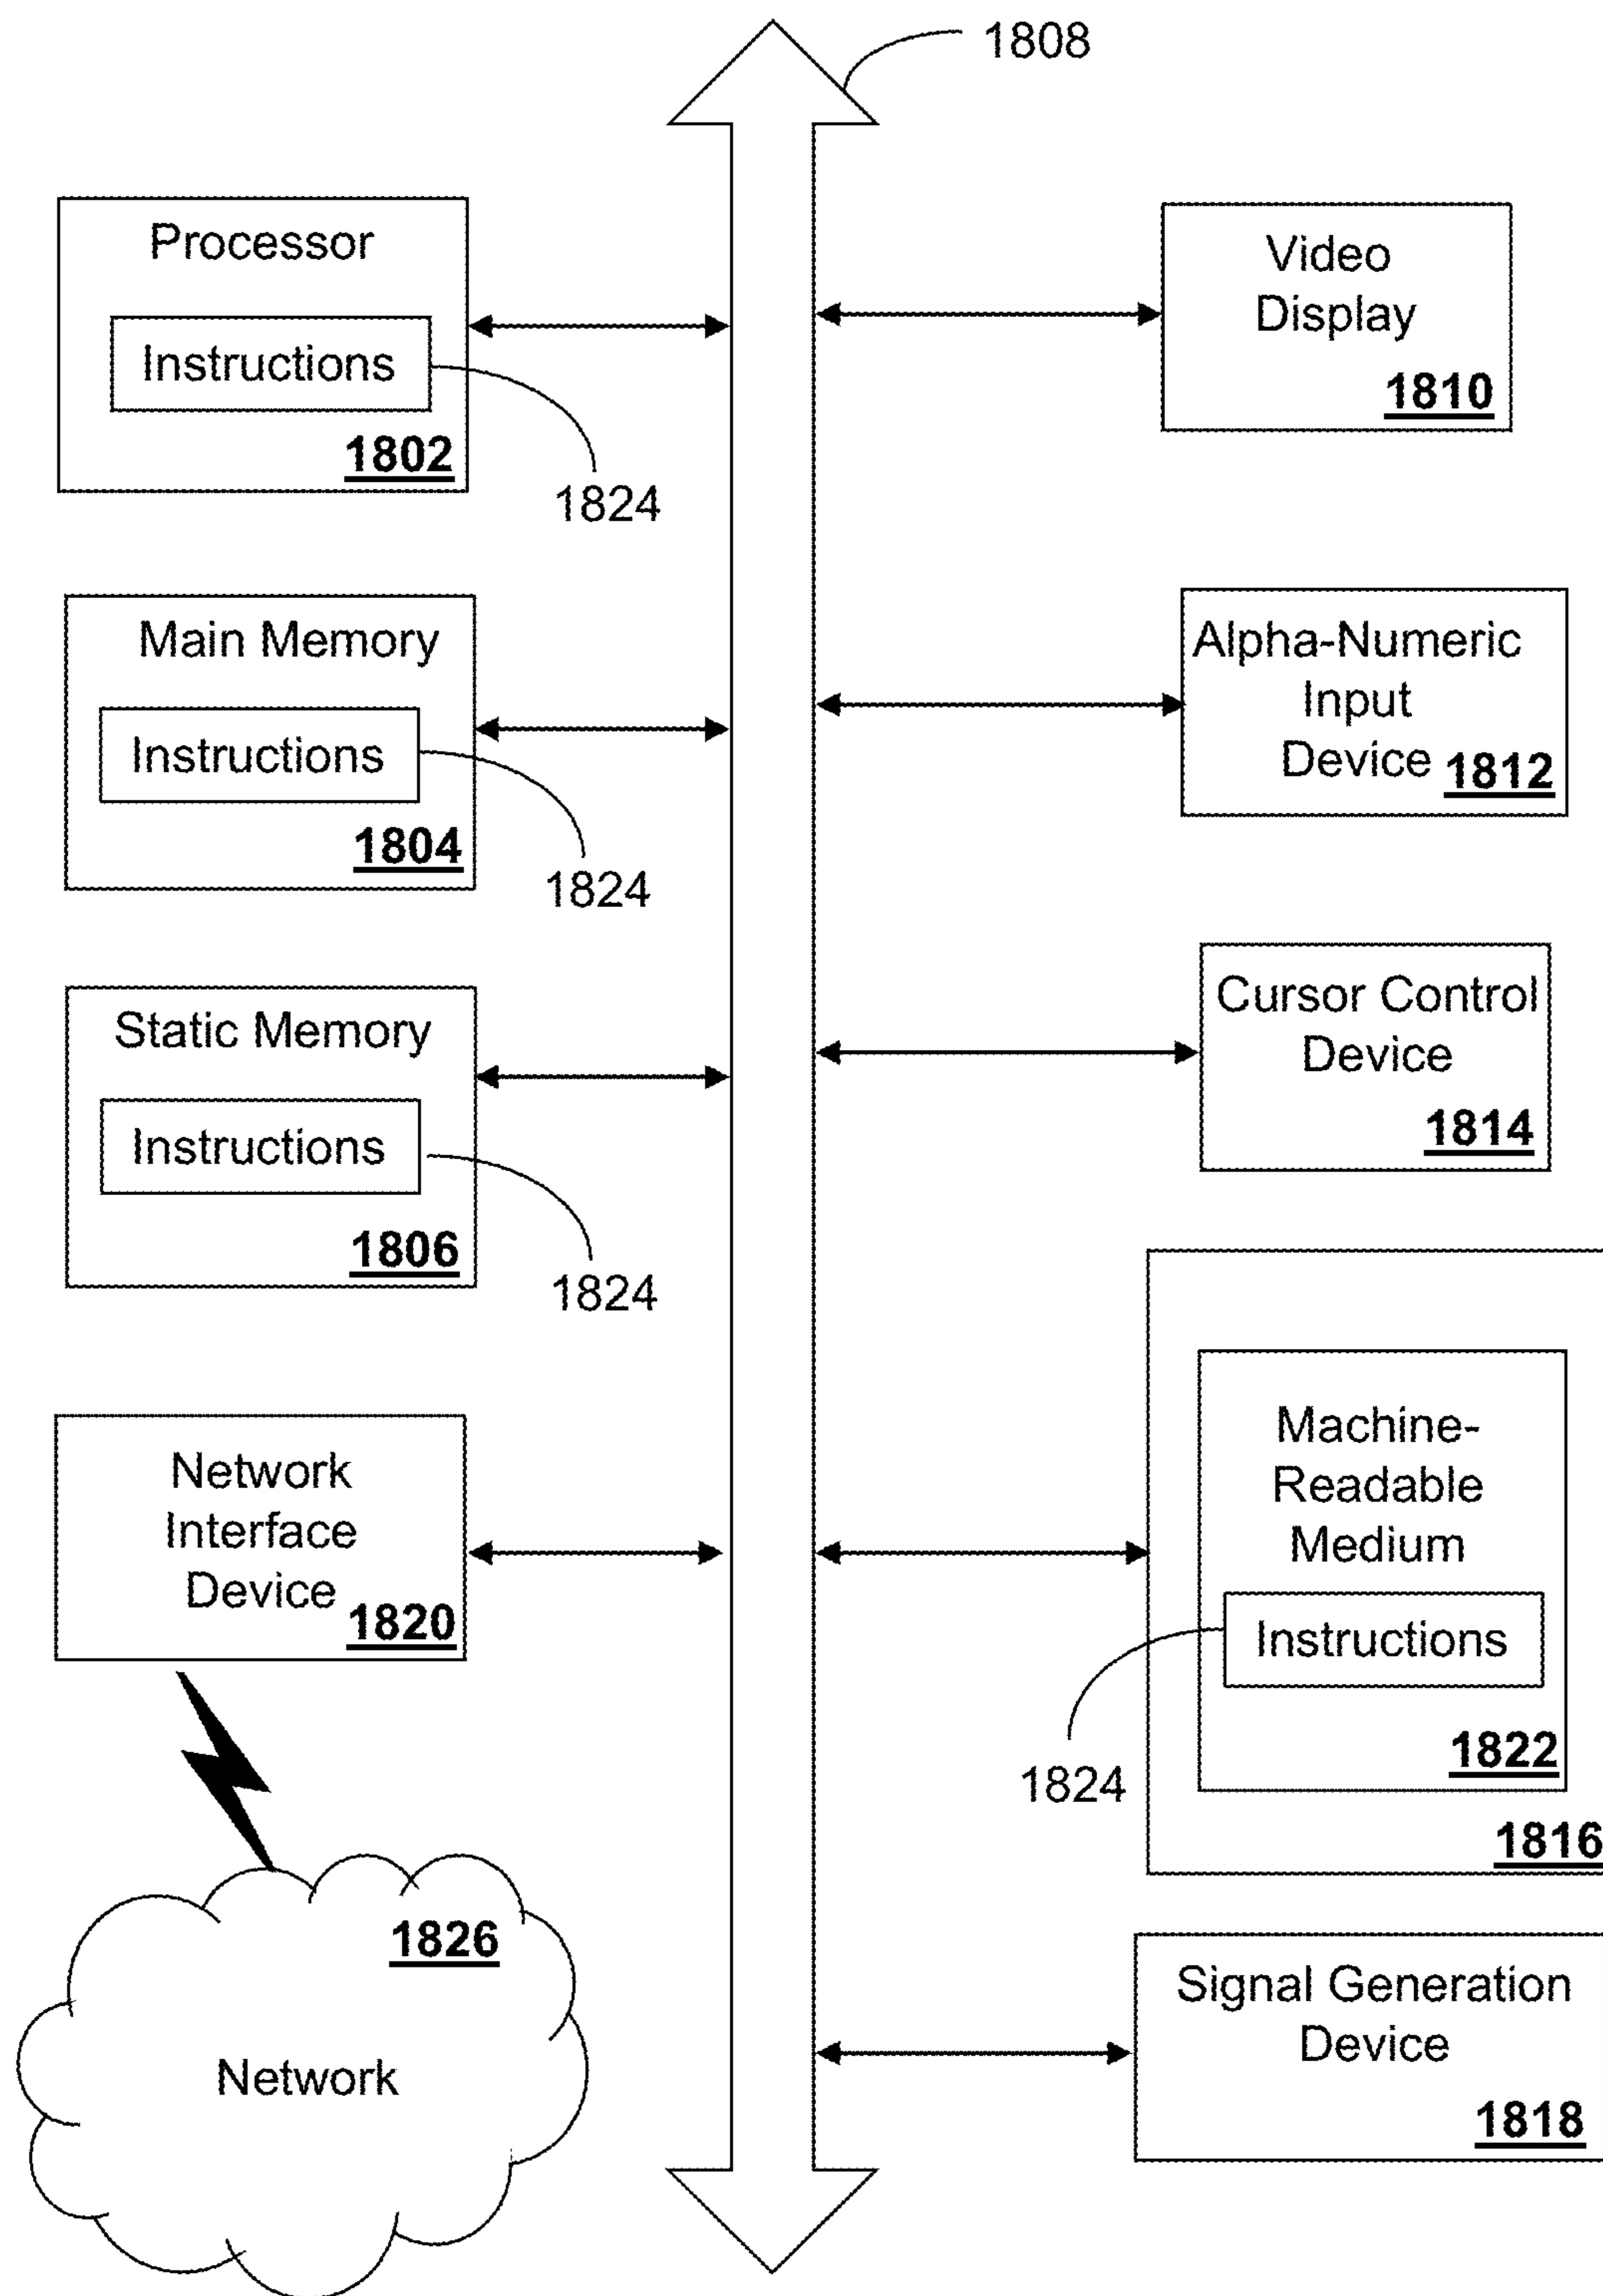 1808
Processor
Instructions
1802
1824
Main Memory
Instructions
1804
1824
Static Memory
Instructions
1806
1824
Network
Interface
Device
1820
1826
Network
Video
Display
1810
Alpha-Numeric
Input
Device 1812
Cursor Control
Device
1814
Machine-
Readable
Medium
Instructions
1822
1824
1816
Signal Generation
Device
1818